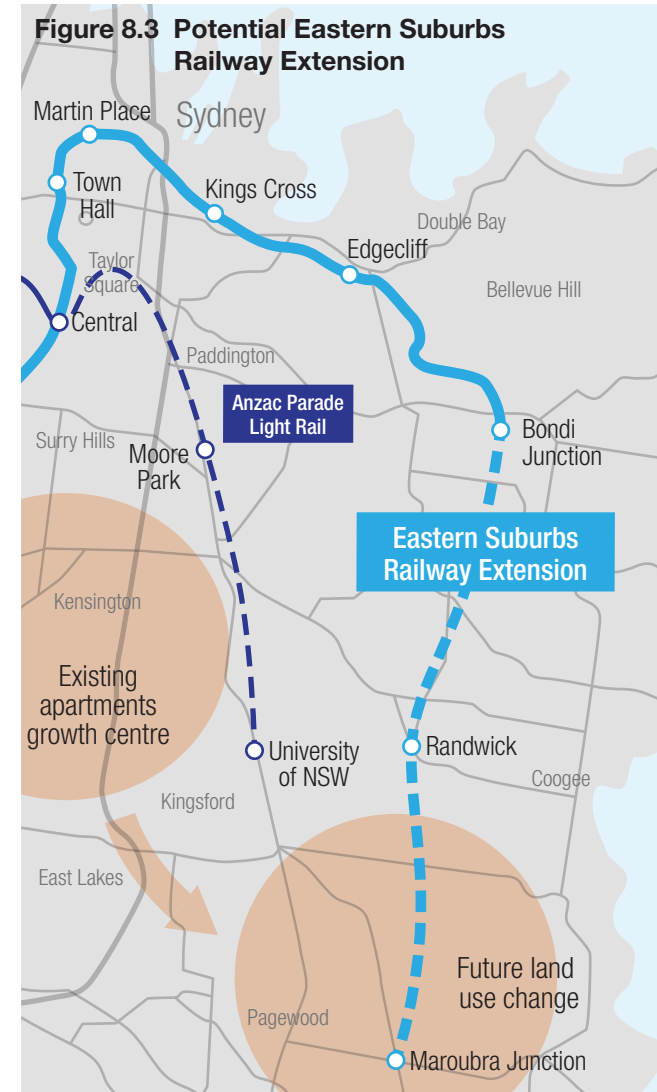 Figure 8.3 Potential Eastern Suburbs
Railway Extension
Martin Place
Sydney
Town
Hall
Kings Cross
Double Bay
Edgecliff
Taylor
Square
Bellevue Hill
Central
Paddington
Anzac Parade
Light Rail
Surry Hills
Moore
Park
Bondi
Junction
Eastern Suburbs
Railway Extension
Kensington
Existing
apartments
growth centre
University
of NSW
Randwick
Coogee
Kingsford
East Lakes
Future land
use change
Pagewood
Maroubra Junction